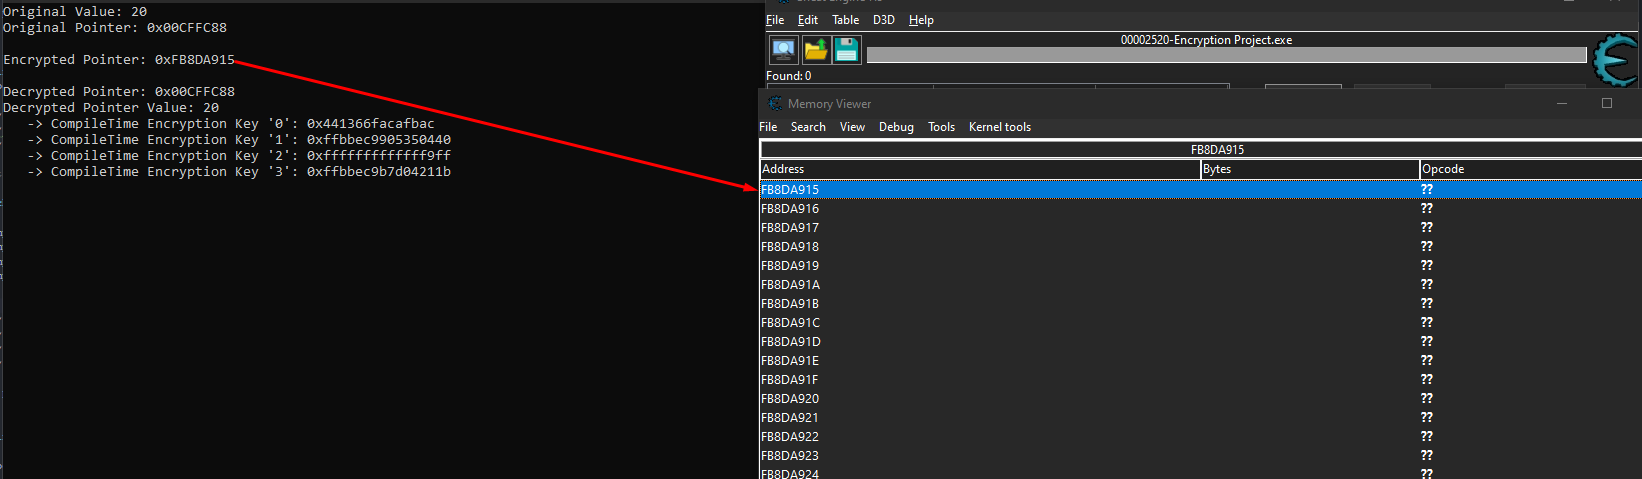 Original Value: 20
Original Pointer: 0x00CFFC88
Encrypted Pointer: 0xFB8DA915
Decrypted Pointer: 0x00CFFC88
Decrypted Pointer Value: 20
-> CompileTime Encryption Key '0': 0x441366facafbac
-> CompileTime Encryption Key '1': 0xffbbec9905350440
-> CompileTime Encryption Key '2': 0xfffffffffffff9ff
-> CompileTime Encryption Key '3': 0xffbbec9b7d04211b
File Edit Table D3D Help
00002520-Encryption Project.exe
Found: 0
Memory Viewer
File Search View Debug Tools Kernel tools
FB8DA915
Address Bytes Opcode
FB8DA915 ??
FB8DA916 ??
FB8DA917 ??
FB8DA918 ??
FB8DA919 ??
FB8DA91A ??
FB8DA91B ??
FB8DA91C ??
FB8DA91D ??
FB8DA91E ??
FB8DA91F ??
FB8DA920 ??
FB8DA921 ??
FB8DA922 ??
FB8DA923 ??
FB8DA924 ??